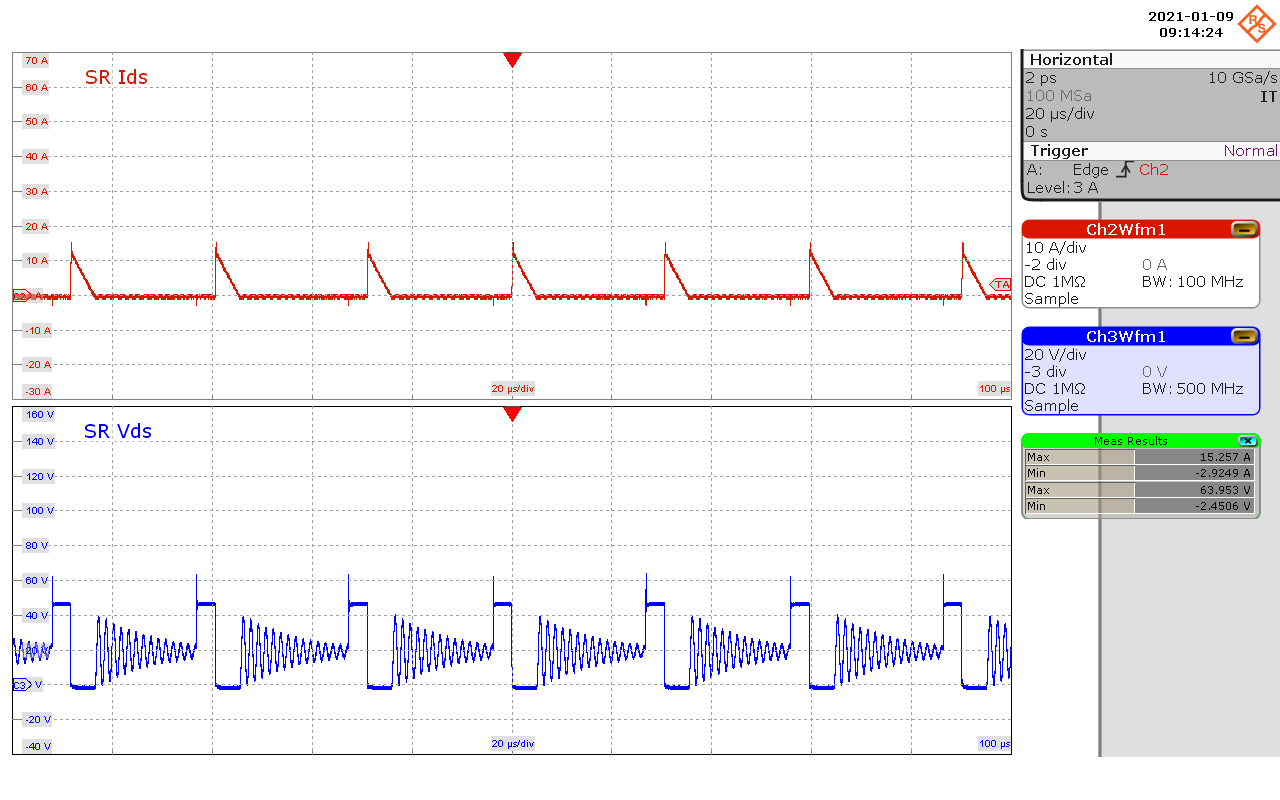 2021-01-09
09:14:24
R&S
70 A
SR Ids
60 A
50 A
40 A
30 A
20 A
10 A
C2
A
TA
-10 A
-20 A
-30 A
20 µs/div
100 µs
160 V
SR Vds
140 V
120 V
100 V
80 V
60 V
40 V
20 V
C3
V
-20 V
-40 V
20 µs/div
100 µs
Horizontal
2 ps 10 GSa/s
100 MSa IT
20 µs/div
0 s
Trigger Normal
A: Edge Ch2
Level: 3 A
Ch2Wfm1
10 A/div
-2 div 0 A
DC 1MΩ BW: 100 MHz
Sample
Ch3Wfm1
20 V/div
-3 div 0 V
DC 1MΩ BW: 500 MHz
Sample
Meas Results
Max 15.257 A
Min -2.9249 A
Max 63.953 V
Min -2.4506 V